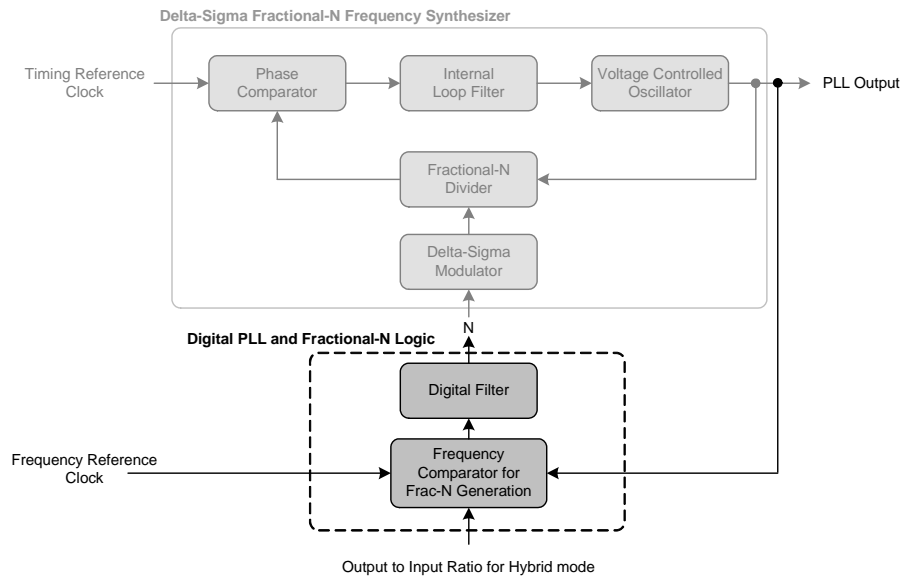 Delta-Sigma Fractional-N Frequency Synthesizer
Timing Reference
Clock
Phase
Comparator
Internal
Loop Filter
Voltage Controlled
Oscillator
PLL Output
Fractional-N
Divider
Delta-Sigma
Modulator
N
Digital PLL and Fractional-N Logic
Digital Filter
Frequency Reference
Clock
Frequency
Comparator for
Frac-N Generation
Output to Input Ratio for Hybrid mode